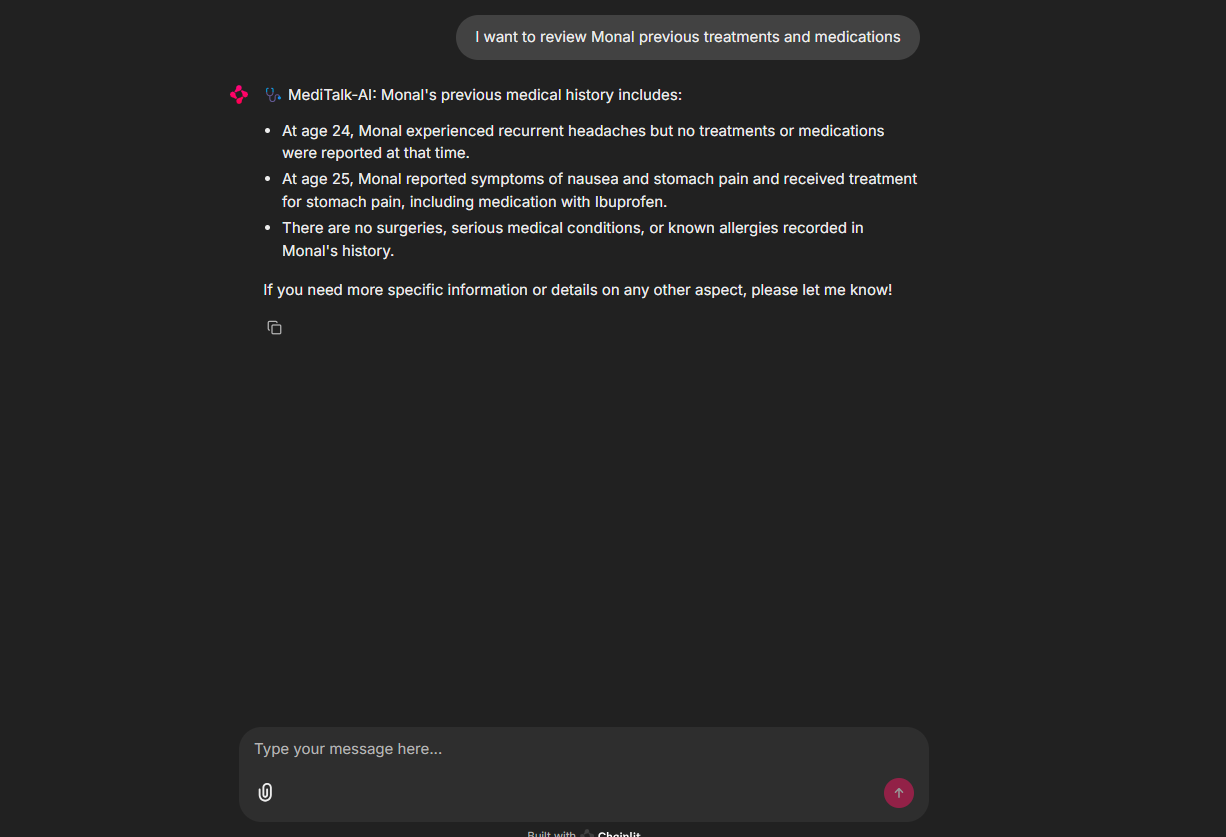 I want to review Monal previous treatments and medications
MediTalk-AI: Monal's previous medical history includes:
• At age 24, Monal experienced recurrent headaches but no treatments or medications
were reported at that time.
• At age 25, Monal reported symptoms of nausea and stomach pain and received treatment
for stomach pain, including medication with Ibuprofen.
• There are no surgeries, serious medical conditions, or known allergies recorded in
Monal's history.
If you need more specific information or details on any other aspect, please let me know!
Type your message here...
Built with Chainlit